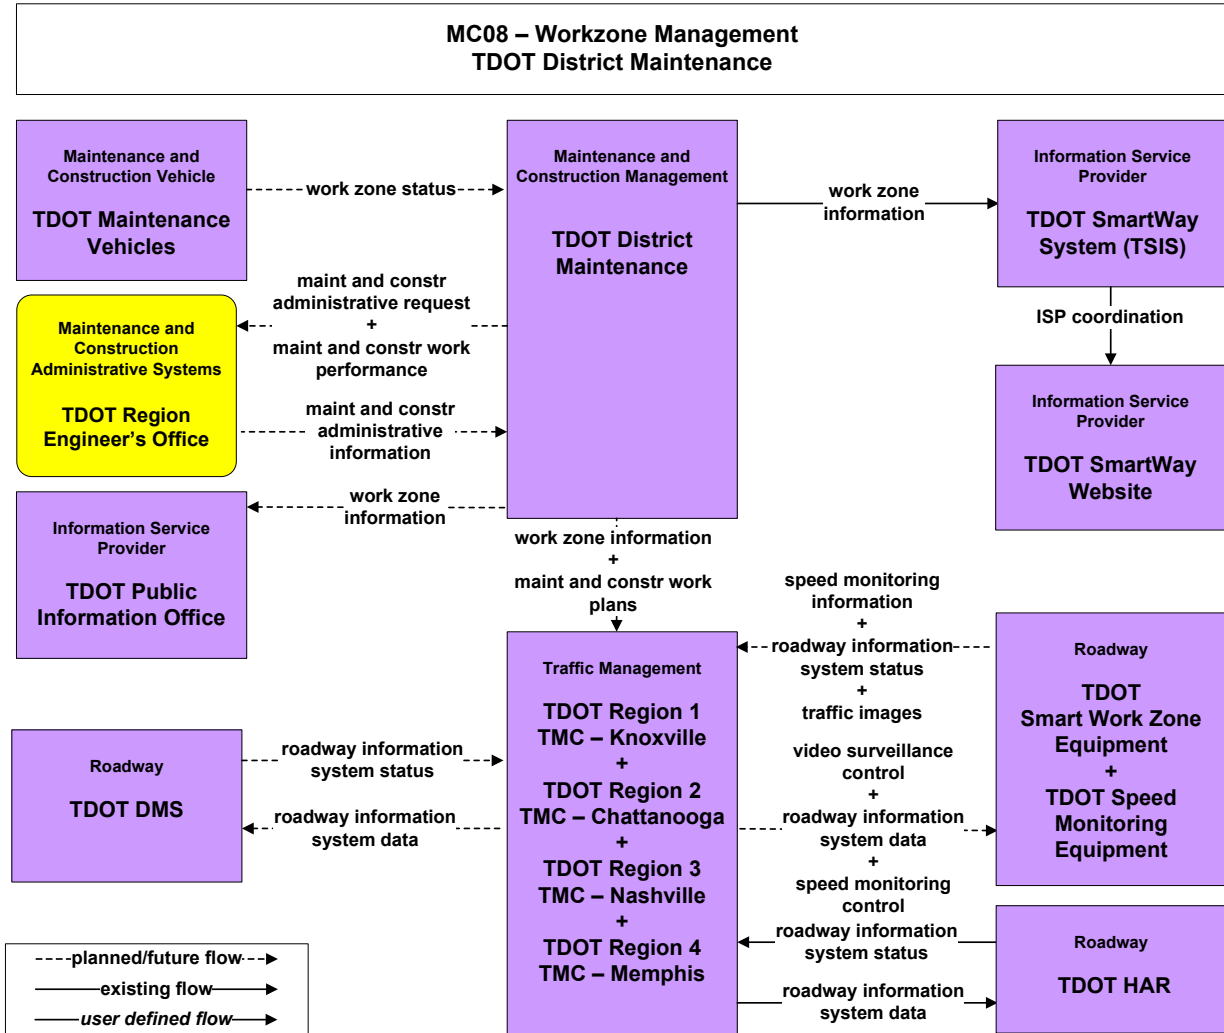 MC08 – Workzone Management
TDOT District Maintenance
Maintenance and
Construction Vehicle
TDOT Maintenance
Vehicles
work zone status
Maintenance and
Construction Management
TDOT District
Maintenance
work zone
information
Information Service
Provider
TDOT SmartWay
System (TSIS)
maint and constr
administrative request
+
maint and constr work
performance
ISP coordination
Maintenance and
Construction
Administrative Systems
TDOT Region
Engineer's Office
maint and constr
administrative
information
Information Service
Provider
TDOT SmartWay
Website
work zone
information
Information Service
Provider
TDOT Public
Information Office
work zone information
+
maint and constr work
plans
speed monitoring
information
+
roadway information
system status
+
traffic images
Traffic Management
TDOT Region 1
TMC – Knoxville
+
TDOT Region 2
TMC – Chattanooga
+
TDOT Region 3
TMC – Nashville
+
TDOT Region 4
TMC – Memphis
Roadway
TDOT
Smart Work Zone
Equipment
+
TDOT Speed
Monitoring
Equipment
Roadway
TDOT DMS
roadway information
system status
roadway information
system data
video surveillance
control
+
roadway information
system data
+
speed monitoring
control
roadway information
system status
roadway information
system data
Roadway
TDOT HAR
planned/future flow
existing flow
user defined flow